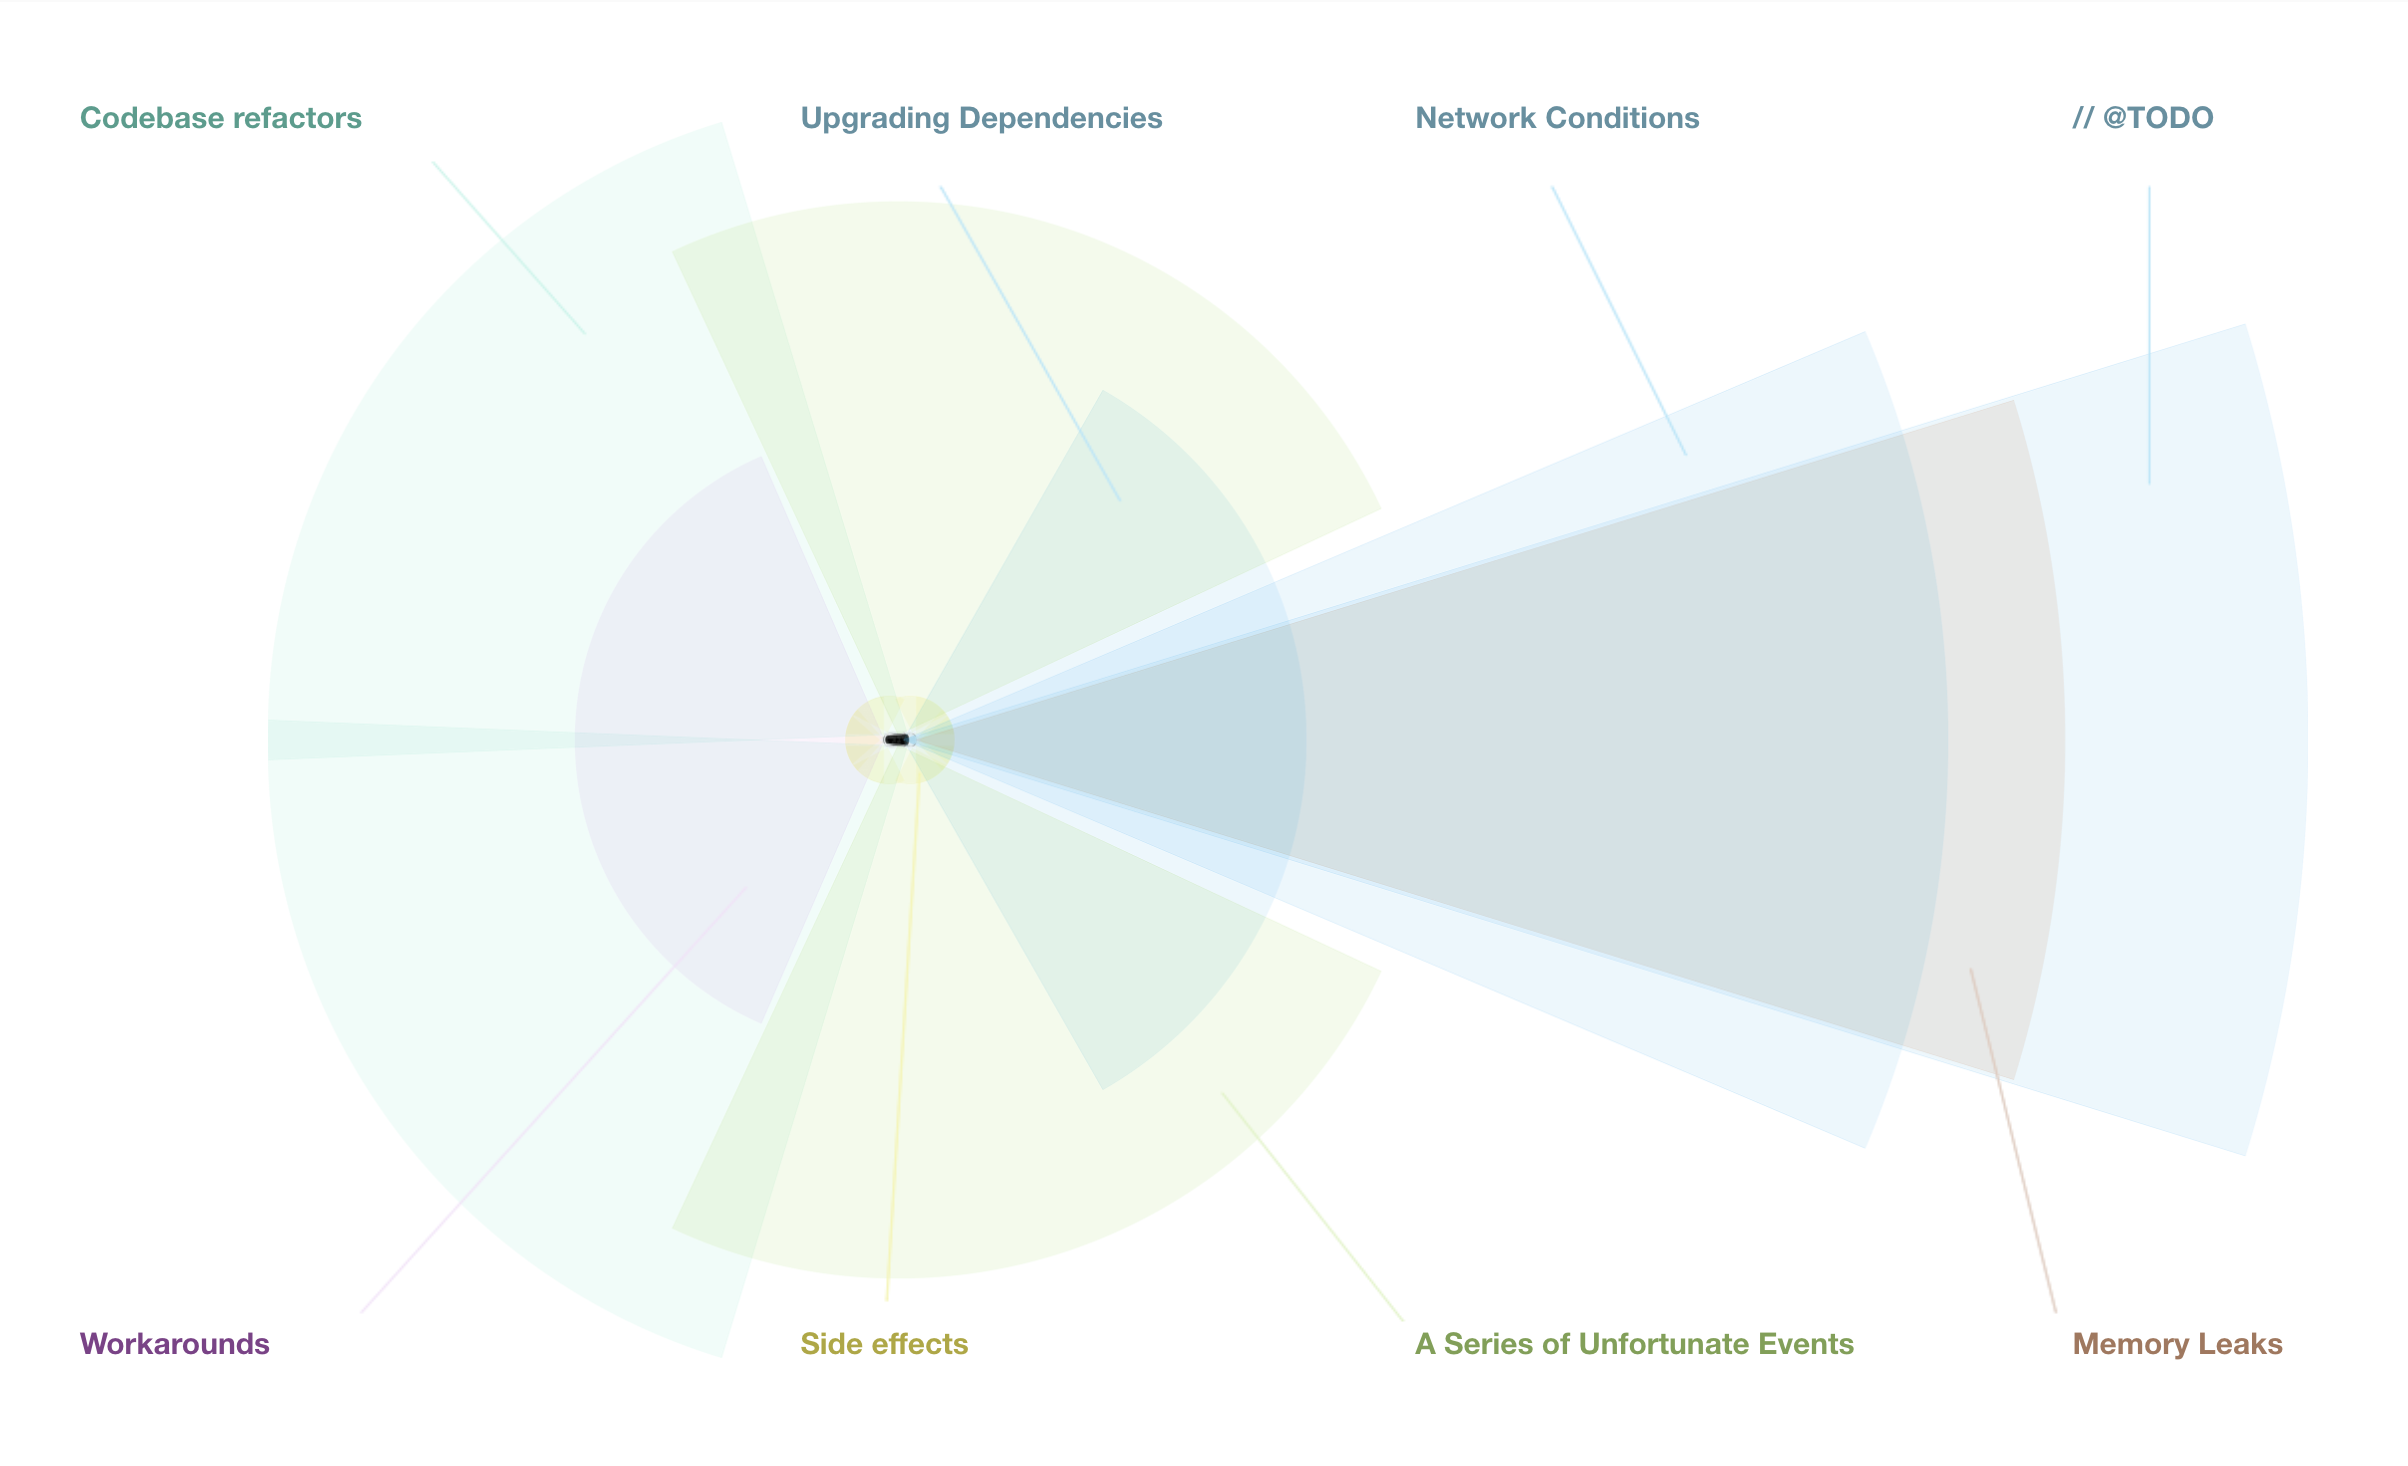 Codebase refactors
Upgrading Dependencies
Network Conditions
// @TODO
Workarounds
Side effects
A Series of Unfortunate Events
Memory Leaks